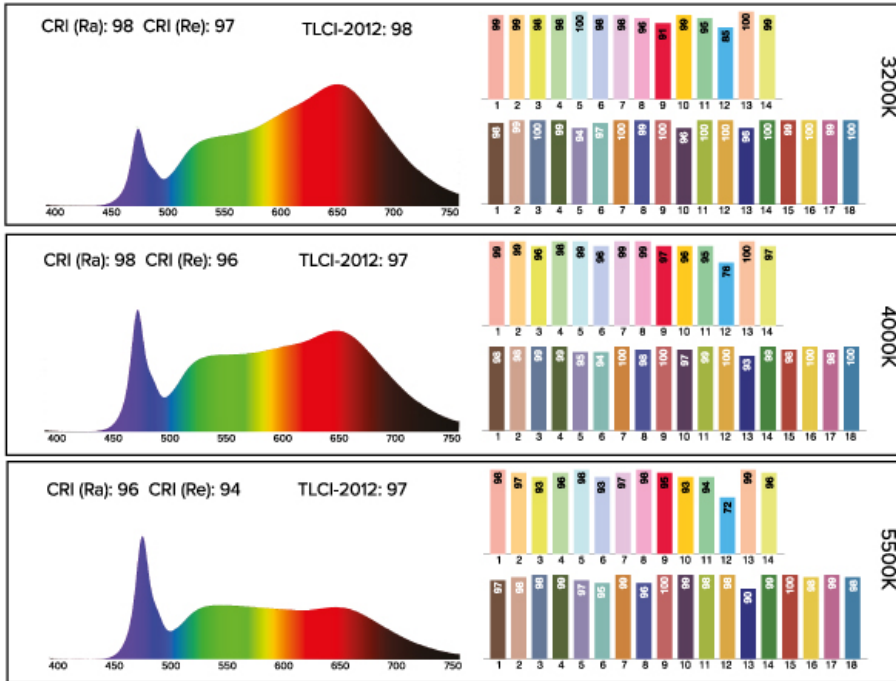 CRI (Ra): 98 CRI (Re): 97 TLCI-2012: 98
99 99 98 98 100 98 98 96 91 99 95 85 100 99
1 2 3 4 5 6 7 8 9 10 11 12 13 14
98 99 100 99 94 97 100 99 100 96 100 100 96 100 99 100 99 100
1 2 3 4 5 6 7 8 9 10 11 12 13 14 15 16 17 18
400 450 500 550 600 650 700 750
3200K
CRI (Ra): 98 CRI (Re): 96 TLCI-2012: 97
99 99 96 98 99 96 99 99 97 96 95 78 100 97
1 2 3 4 5 6 7 8 9 10 11 12 13 14
98 98 99 99 95 94 100 98 100 97 99 100 93 99 98 100 98 100
1 2 3 4 5 6 7 8 9 10 11 12 13 14 15 16 17 18
400 450 500 550 600 650 700 750
4000K
CRI (Ra): 96 CRI (Re): 94 TLCI-2012: 97
98 97 93 96 98 93 97 98 95 93 94 72 99 96
1 2 3 4 5 6 7 8 9 10 11 12 13 14
97 98 98 99 97 95 99 96 100 99 98 98 90 99 100 98 99 98
1 2 3 4 5 6 7 8 9 10 11 12 13 14 15 16 17 18
400 450 500 550 600 650 700 750
5500K